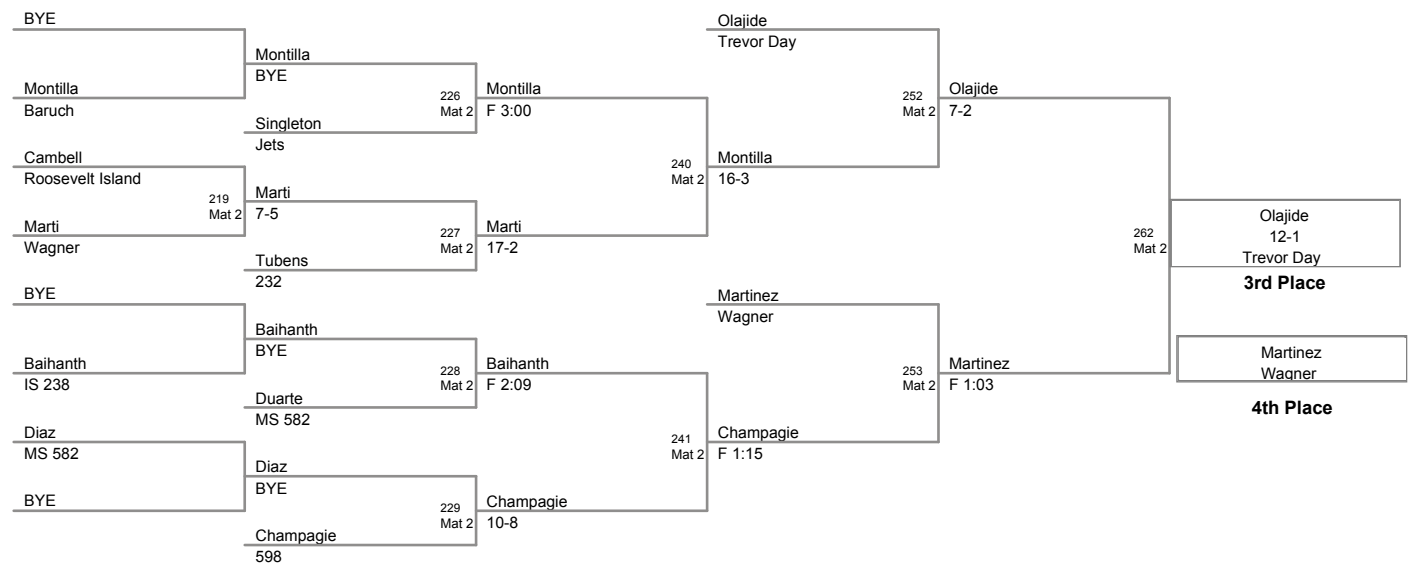 BYE
Montilla
Baruch
Cambell
Roosevelt Island
219
Mat 2
Marti
Wagner
BYE
Baihanth
IS 238
Diaz
MS 582
BYE
Montilla
BYE
226
Mat 2
Singleton
Jets
Marti
7-5
227
Mat 2
Tubens
232
Baihanth
BYE
228
Mat 2
Duarte
MS 582
Diaz
BYE
229
Mat 2
Champagie
598
Montilla
F 3:00
240
Mat 2
Marti
17-2
Baihanth
F 2:09
241
Mat 2
Champagie
10-8
Olajide
Trevor Day
252
Mat 2
Montilla
16-3
Martinez
Wagner
253
Mat 2
Champagie
F 1:15
Olajide
7-2
262
Mat 2
Martinez
F 1:03
Olajide
12-1
Trevor Day
3rd Place
Martinez
Wagner
4th Place